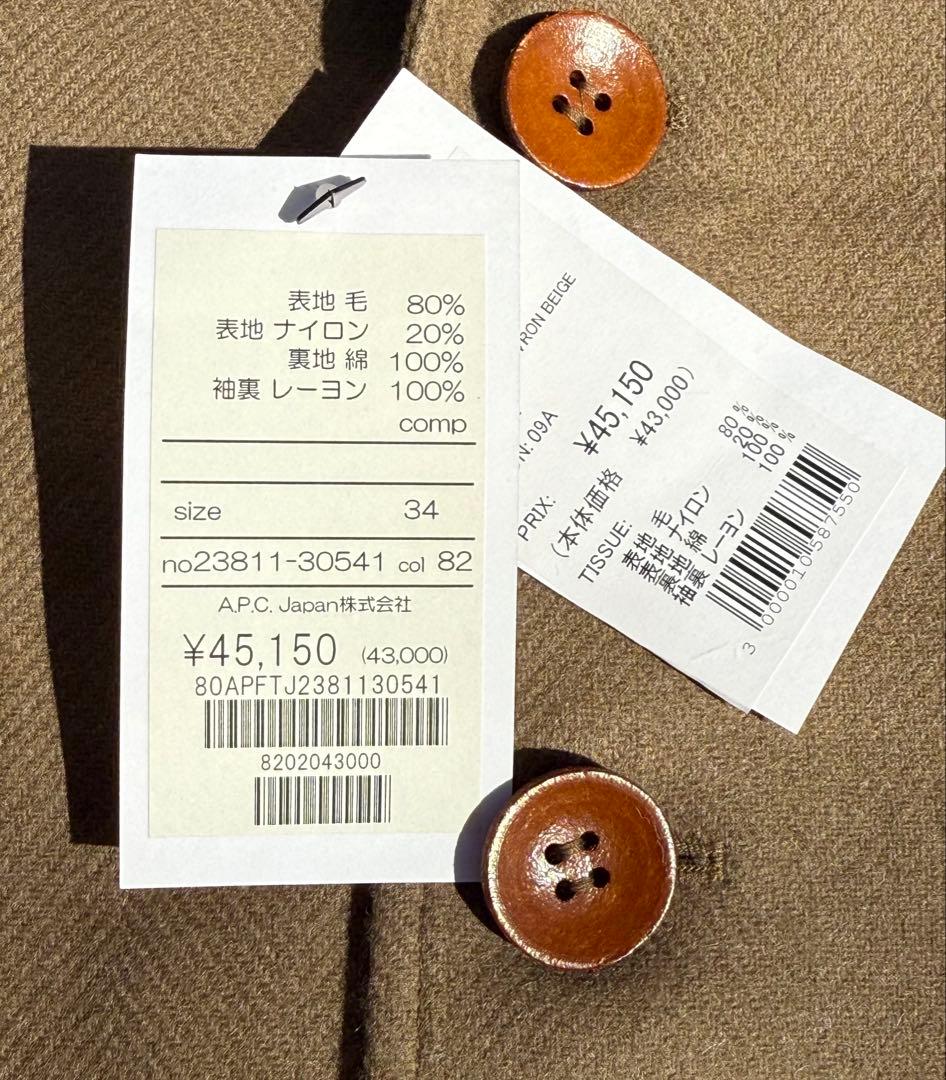 表地 毛 80%
表地 ナイロン 20%
裏地 綿 100%
袖裏 レーヨン 100%
comp
size 34
no23811-30541 col 82
A.P.C. Japan株式会社
¥45,150 (43,000)
80APFTJ2381130541
8202043000
BEIGE
N: 09A
PRIX: ¥45,150
(本体価格 ¥43,000)
TISSUE:
表地 毛 80%
表地 ナイロン 20%
裏地 綿 100%
袖裏 レーヨン 100%
3 000010 587550